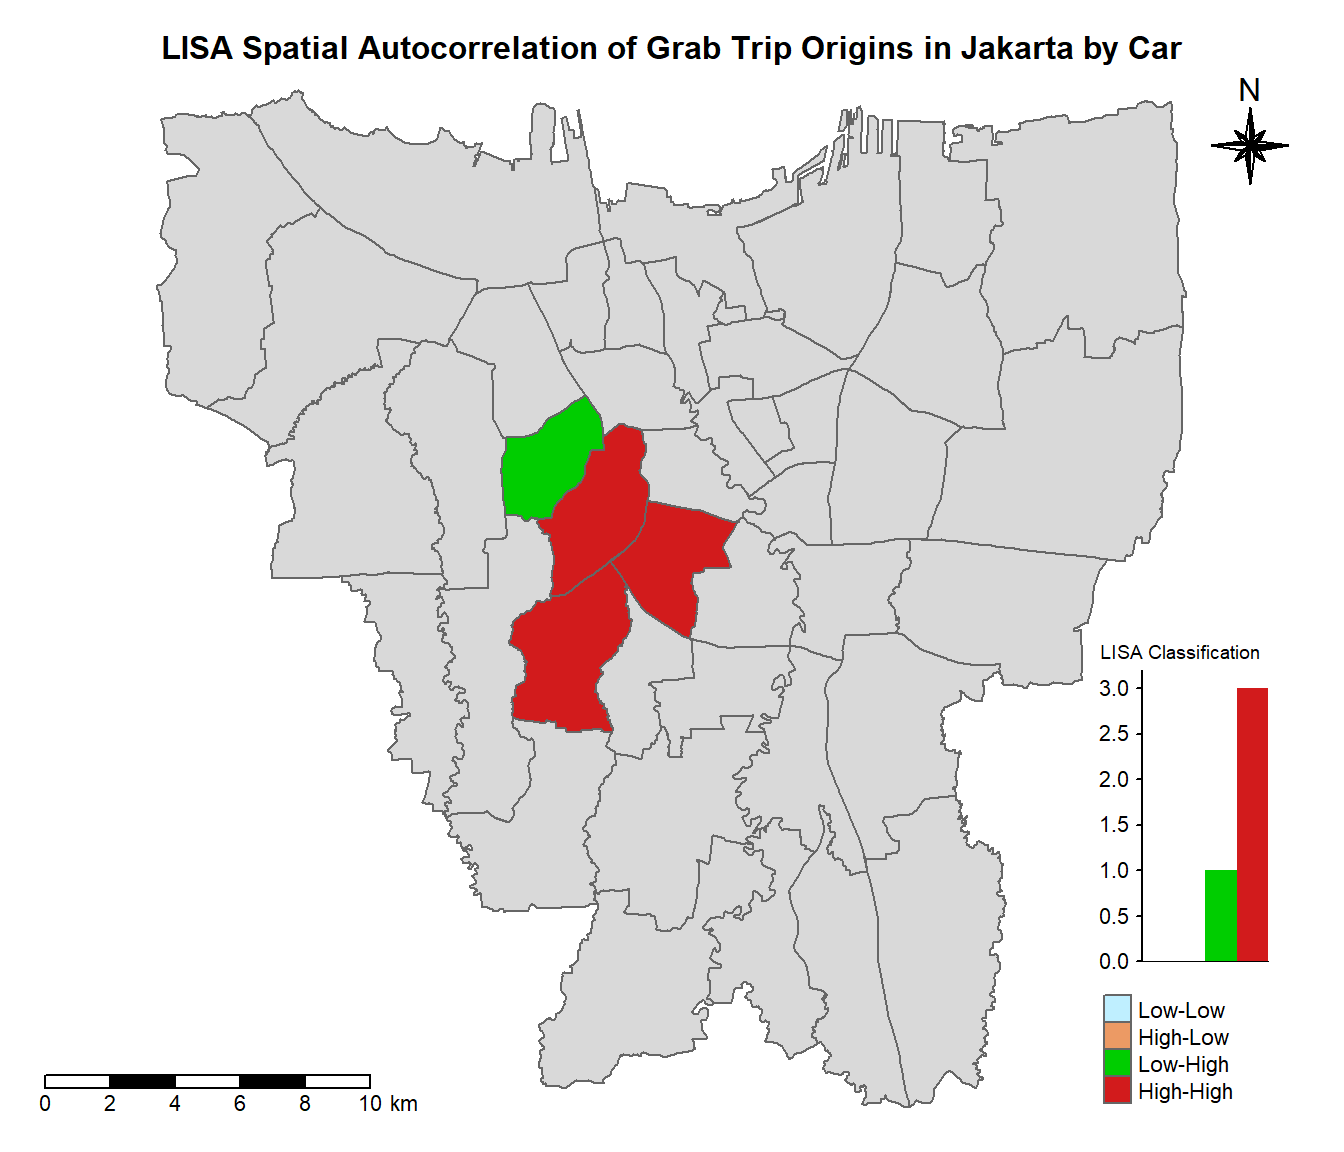 LISA Spatial Autocorrelation of Grab Trip Origins in Jakarta by Car
N
LISA Classification
3.0
2.5
2.0
1.5
1.0
0.5
0.0
Low-Low
High-Low
Low-High
High-High
0 2 4 6 8 10 km